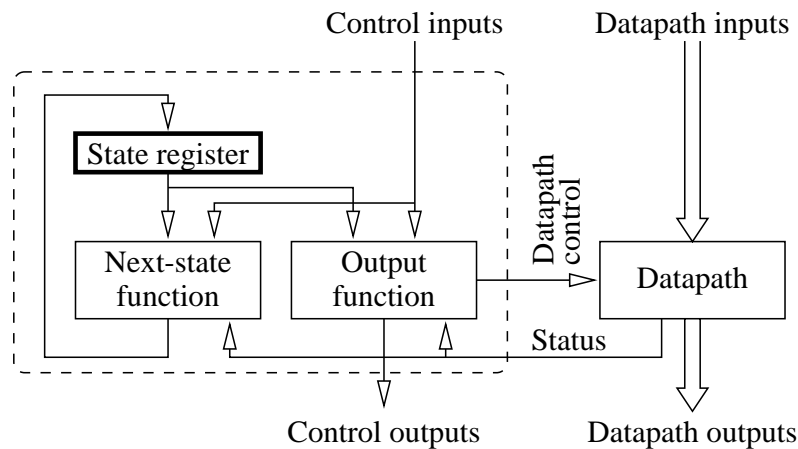 Control inputs
Datapath inputs
State register
Datapath
control
Next-state
function
Output
function
Datapath
Status
Control outputs
Datapath outputs